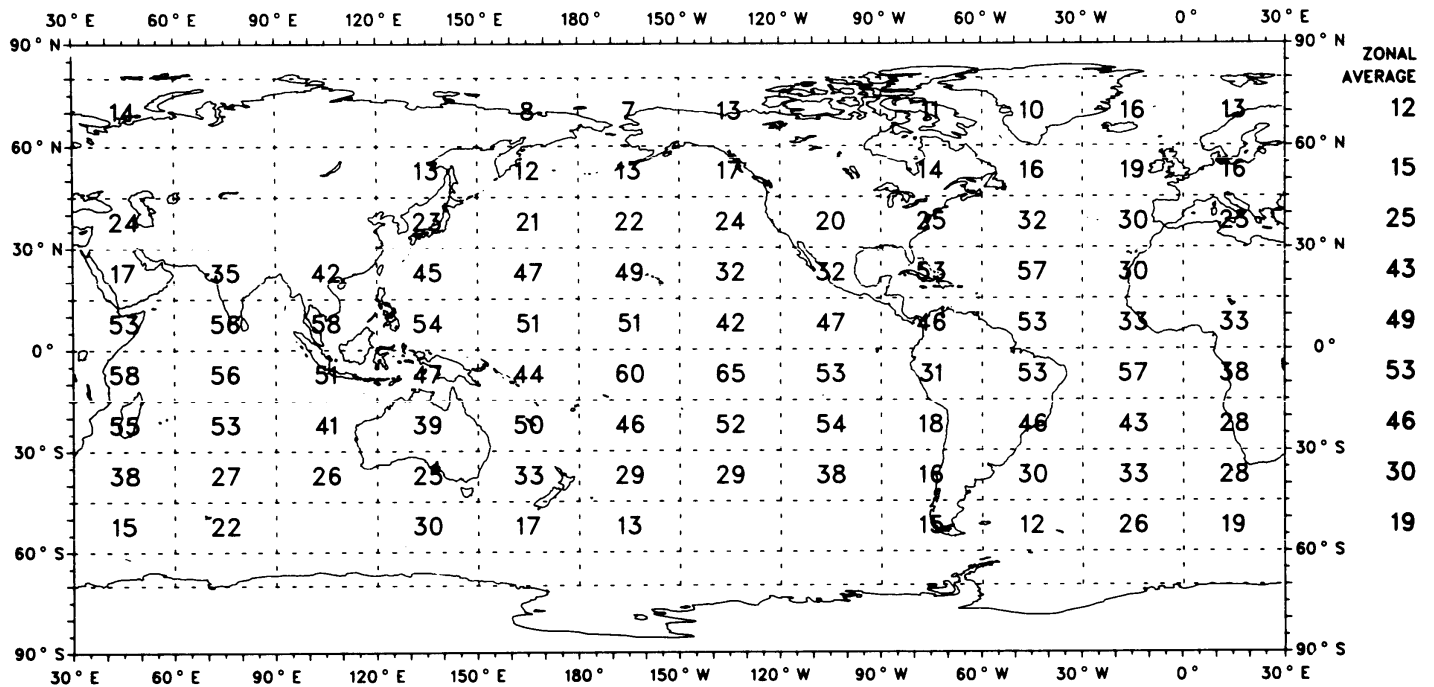 30° E 60° E 90° E 120° E 150° E 180° 150° W 120° W 90° W 60° W 30° W 0° 30° E
90° N 90° N
ZONAL
AVERAGE
14 8 7 13 11 10 16 13 12
60° N 60° N
13 12 13 17 14 16 19 16 15
24 23 21 22 24 20 25 32 30 25 25
30° N 30° N
17 35 42 45 47 49 32 32 53 57 30 43
53 56 58 54 51 51 42 47 46 53 33 33 49
0° 0°
58 56 51 47 44 60 65 53 31 53 57 38 53
55 53 41 39 50 46 52 54 18 46 43 28 46
30° S 30° S
38 27 26 25 33 29 29 38 16 30 33 28 30
15 22 30 17 13 15 12 26 19 19
60° S 60° S
90° S 90° S
30° E 60° E 90° E 120° E 150° E 180° 150° W 120° W 90° W 60° W 30° W 0° 30° E